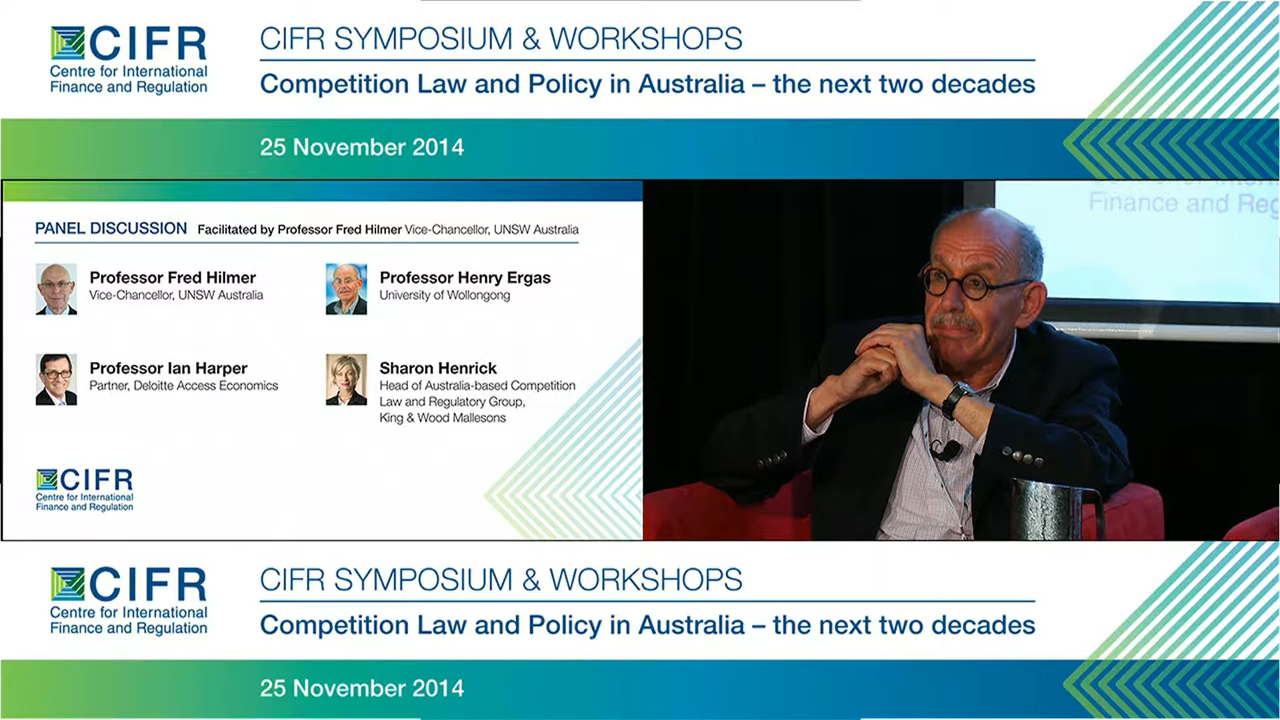 CIFR
Centre for International
Finance and Regulation
CIFR SYMPOSIUM & WORKSHOPS
Competition Law and Policy in Australia – the next two decades
25 November 2014
PANEL DISCUSSION Facilitated by Professor Fred Hilmer Vice-Chancellor, UNSW Australia
Professor Fred Hilmer
Vice-Chancellor, UNSW Australia
Professor Henry Ergas
University of Wollongong
Professor Ian Harper
Partner, Deloitte Access Economics
Sharon Henrick
Head of Australia-based Competition
Law and Regulatory Group,
King & Wood Mallesons
CIFR
Centre for International
Finance and Regulation
Finance and Reg
CIFR
Centre for International
Finance and Regulation
CIFR SYMPOSIUM & WORKSHOPS
Competition Law and Policy in Australia – the next two decades
25 November 2014